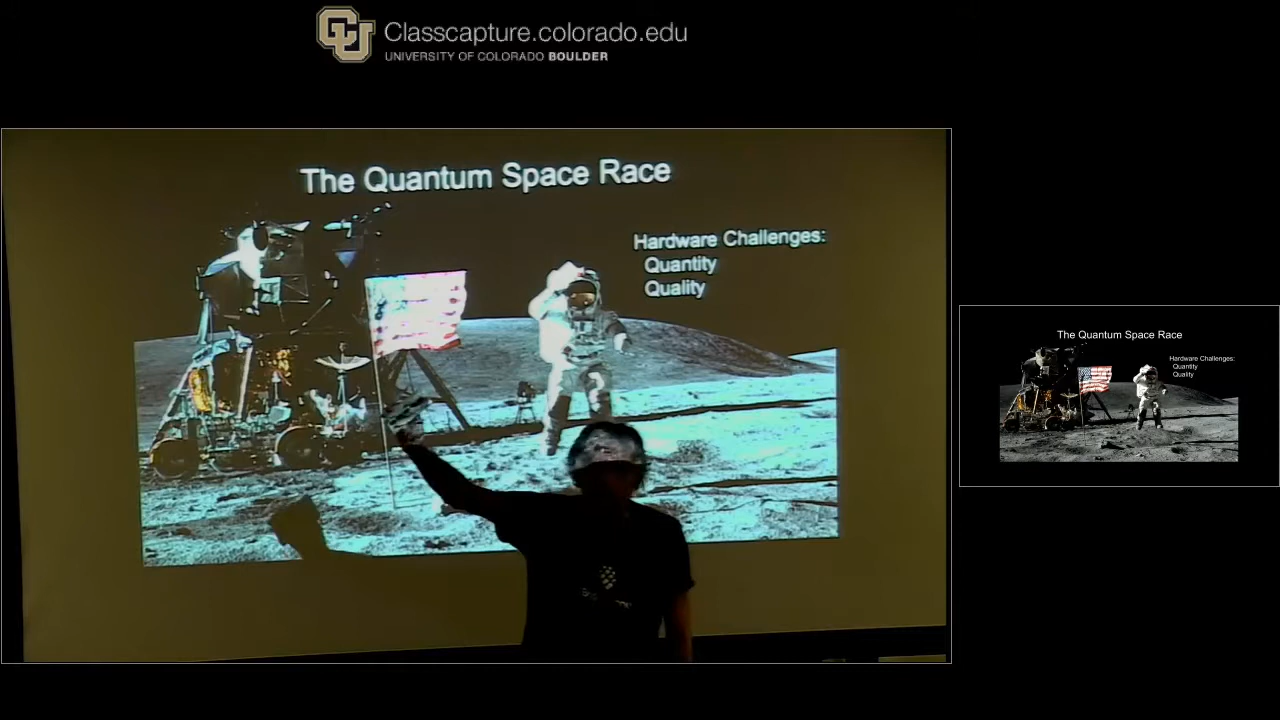 Classcapture.colorado.edu
UNIVERSITY OF COLORADO BOULDER
The Quantum Space Race
Hardware Challenges:
Quantity
Quality
The Quantum Space Race
Hardware Challenges:
Quantity
Quality